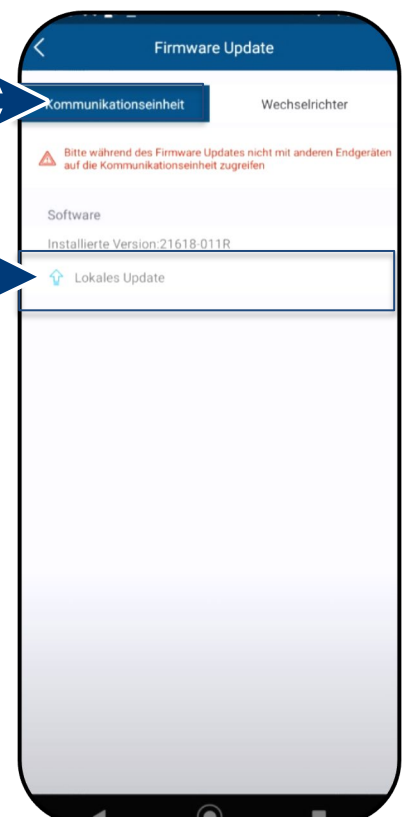 Firmware Update
Kommunikationseinheit
Wechselrichter
Bitte während des Firmware Updates nicht mit anderen Endgeräten
auf die Kommunikationseinheit zugreifen
Software
Installierte Version:21618-011R
Lokales Update